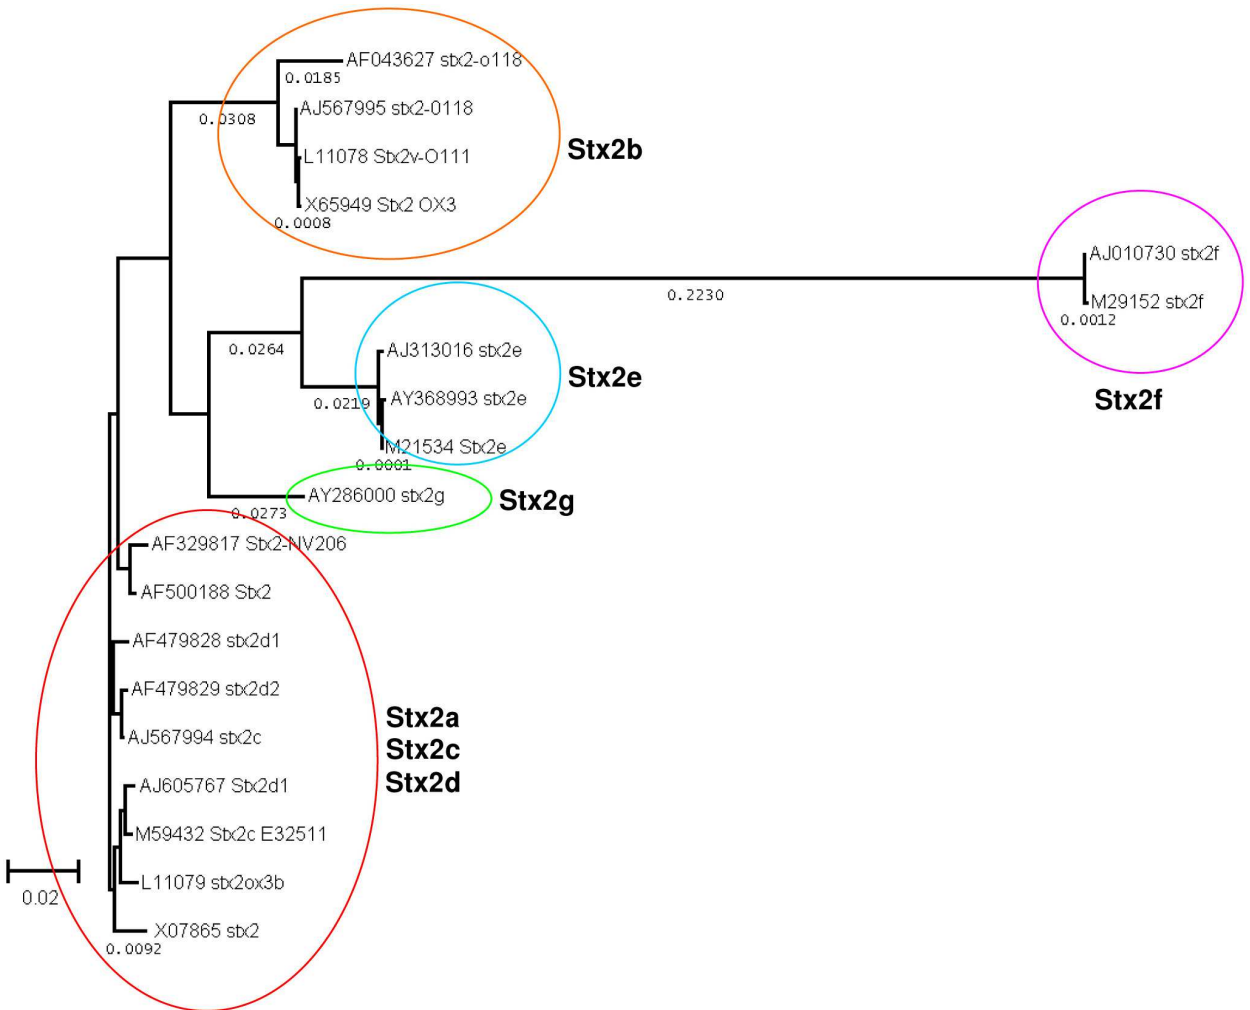 AF043627 stx2-o118
0.0185
AJ567995 stx2-0118
0.0308
Stx2b
L11078 Stx2v-O111
X65949 Stx2 OX3
0.0008
AJ010730 stx2f
0.2230
M29152 stx2f
0.0012
AJ313016 stx2e
0.0264
Stx2e
AY368993 stx2e
0.0219
Stx2f
M21534 Stx2e
0.0001
AY286000 stx2g
Stx2g
0.0273
AF329817 Stx2-NV206
AF500188 Stx2
AF479828 stx2d1
AF479829 stx2d2
Stx2a
AJ567994 stx2c
Stx2c
Stx2d
AJ605767 Stx2d1
M59432 Stx2c E32511
L11079 stx2ox3b
0.02
X07865 stx2
0.0092